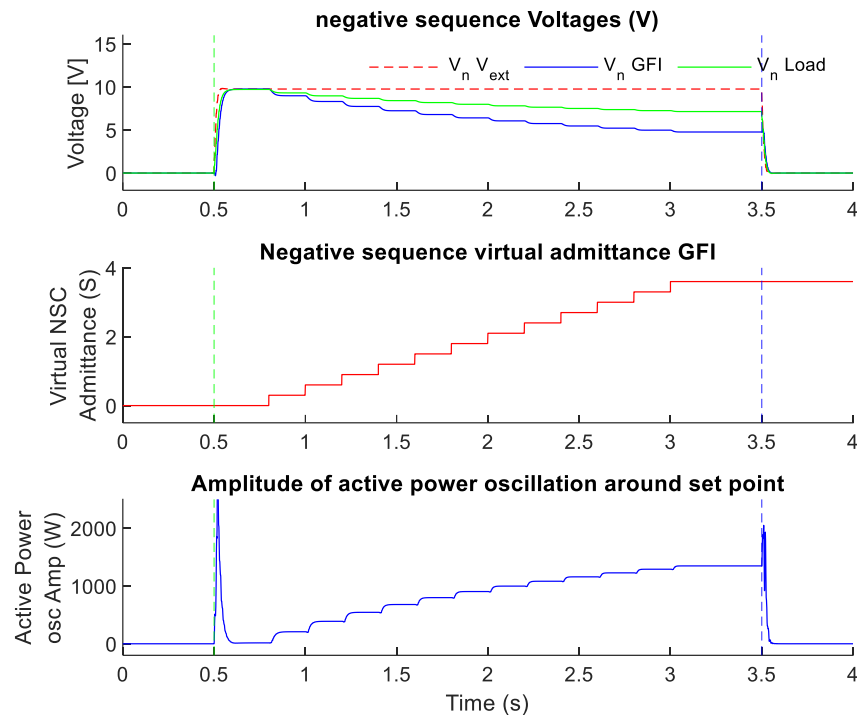 negative sequence Voltages (V)
Voltage [V]
15
10
5
0
V_n V_ext
V_n GFI
V_n Load
0 0.5 1 1.5 2 2.5 3 3.5 4
Negative sequence virtual admittance GFI
Virtual NSC
Admittance (S)
4
2
0
0 0.5 1 1.5 2 2.5 3 3.5 4
Amplitude of active power oscillation around set point
Active Power
osc Amp (W)
2000
1000
0
0 0.5 1 1.5 2 2.5 3 3.5 4
Time (s)